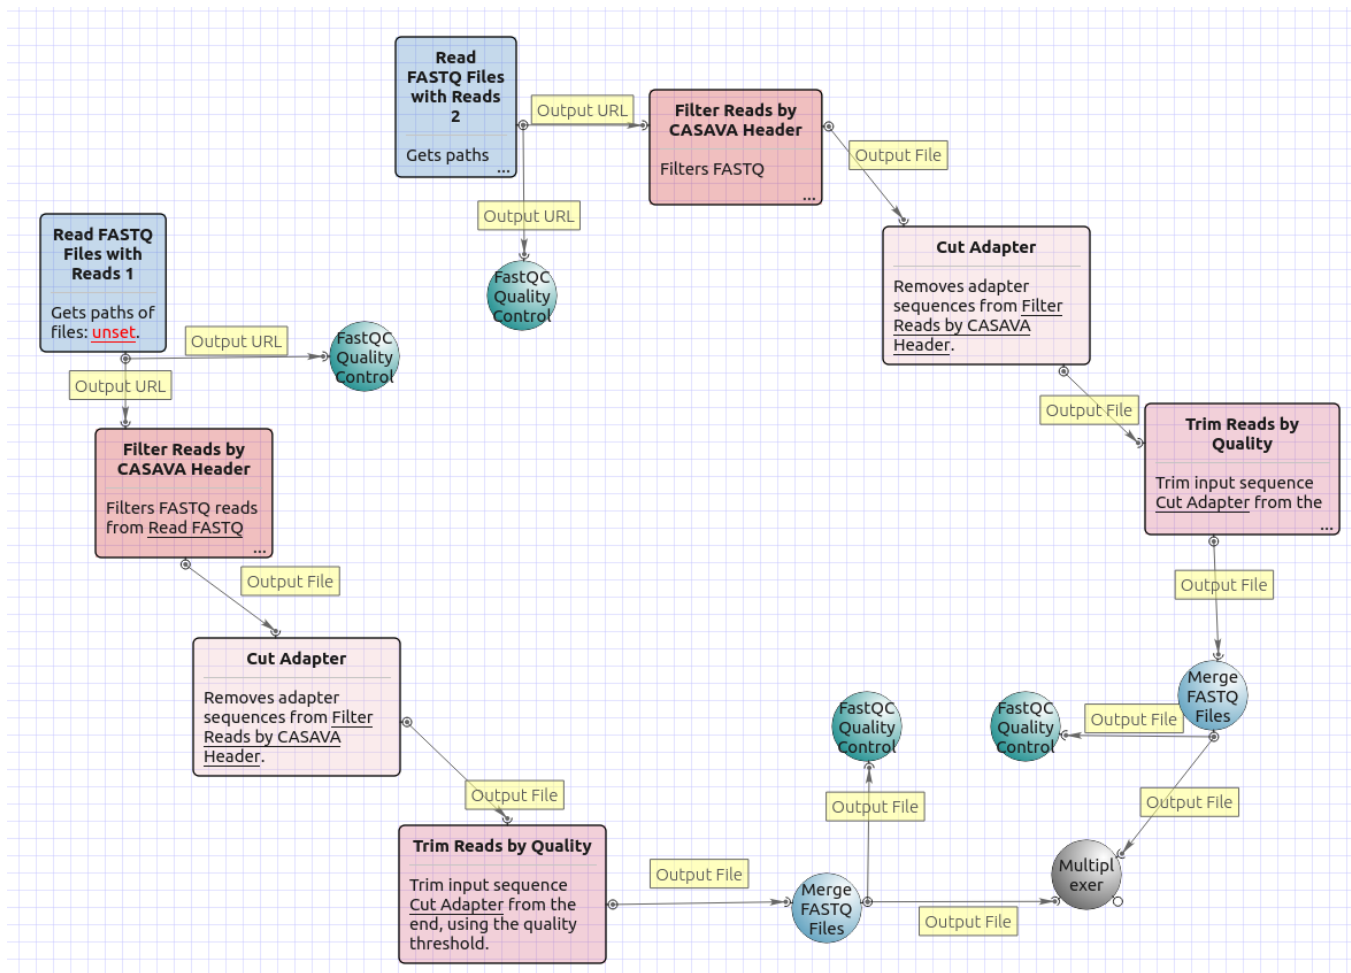 Read
FASTQ Files
with Reads
2
Gets paths
...
Output URL
Output URL
FastQC
Quality
Control
Filter Reads by
CASAVA Header
Filters FASTQ
...
Output File
Cut Adapter
Removes adapter
sequences from Filter
Reads by CASAVA
Header.
Output File
Trim Reads by
Quality
Trim input sequence
Cut Adapter from the
...
Output File
Merge
FASTQ
Files
Output File
FastQC
Quality
Control
Output File
Multipl
exer
Read FASTQ
Files with
Reads 1
Gets paths of
files: unset.
Output URL
FastQC
Quality
Control
Output URL
Filter Reads by
CASAVA Header
Filters FASTQ reads
from Read FASTQ
...
Output File
Cut Adapter
Removes adapter
sequences from Filter
Reads by CASAVA
Header.
Output File
Trim Reads by Quality
Trim input sequence
Cut Adapter from the
end, using the quality
threshold.
Output File
Merge
FASTQ
Files
Output File
FastQC
Quality
Control
Output File